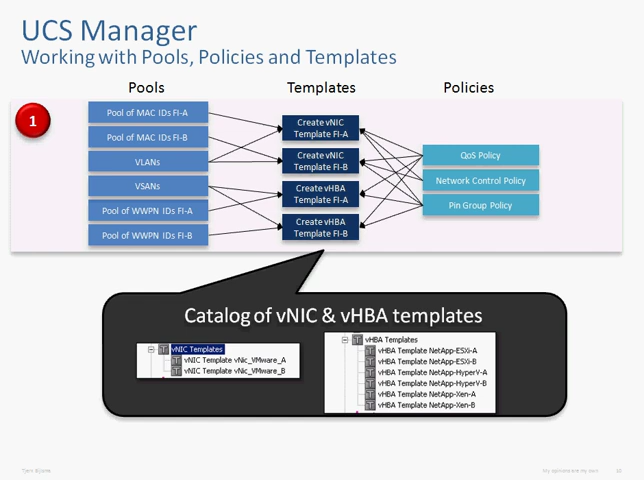 UCS Manager
Working with Pools, Policies and Templates
Pools
Templates
Policies
1
Pool of MAC IDs FI-A
Pool of MAC IDs FI-B
VLANs
VSANs
Pool of WWPN IDs FI-A
Pool of WWPN IDs FI-B
Create vNIC
Template FI-A
Create vNIC
Template FI-B
Create vHBA
Template FI-A
Create vHBA
Template FI-B
QoS Policy
Network Control Policy
Pin Group Policy
Catalog of vNIC & vHBA templates
vNIC Templates
vNIC Template vNic_VMware_A
vNIC Template vNic_VMware_B
vHBA Templates
vHBA Template NetApp-ESXi-A
vHBA Template NetApp-ESXi-B
vHBA Template NetApp-HyperV-A
vHBA Template NetApp-HyperV-B
vHBA Template NetApp-Xen-A
vHBA Template NetApp-Xen-B
My opinions are my own